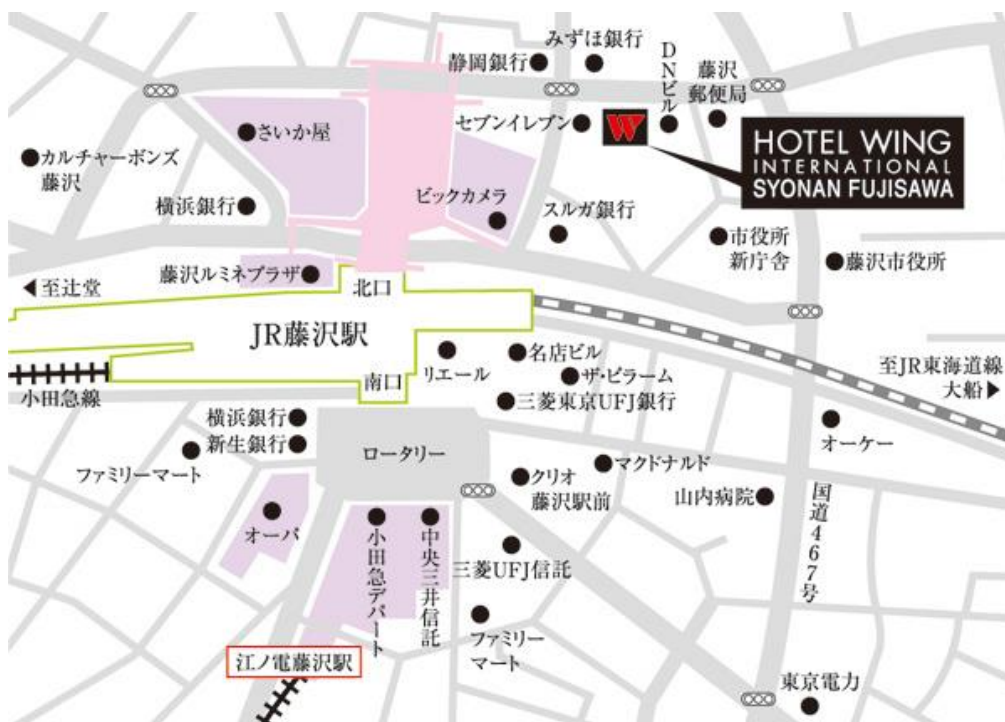 みずほ銀行
静岡銀行
DNビル
藤沢
郵便局
さいか屋
セブンイレブン
W
HOTEL WING
INTERNATIONAL
SYONAN FUJISAWA
カルチャーボンズ
藤沢
横浜銀行
ビックカメラ
スルガ銀行
市役所
新庁舎
藤沢市役所
藤沢ルミネプラザ
◀至辻堂
北口
JR藤沢駅
南口
リエール
名店ビル
ザ・ビラーム
三菱東京UFJ銀行
至JR東海道線
大船▶
小田急線
横浜銀行
新生銀行
ファミリーマート
ロータリー
オーケー
マクドナルド
クリオ
藤沢駅前
山内病院
国道467号
オーパ
小田急デパート
中央三井信託
三菱UFJ信託
ファミリー
マート
江ノ電藤沢駅
東京電力